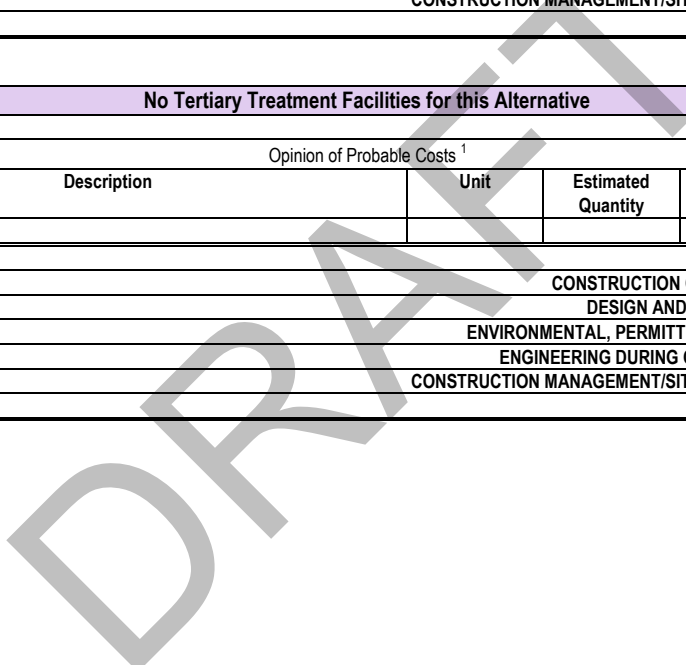 CONSTRUCTION MANAGEMENT/SIT
No Tertiary Treatment Facilities for this Alternative
Opinion of Probable Costs 1
Description Unit Estimated
Quantity
CONSTRUCTION
DESIGN AND
ENVIRONMENTAL, PERMITT
ENGINEERING DURING
CONSTRUCTION MANAGEMENT/SIT
DRAFT